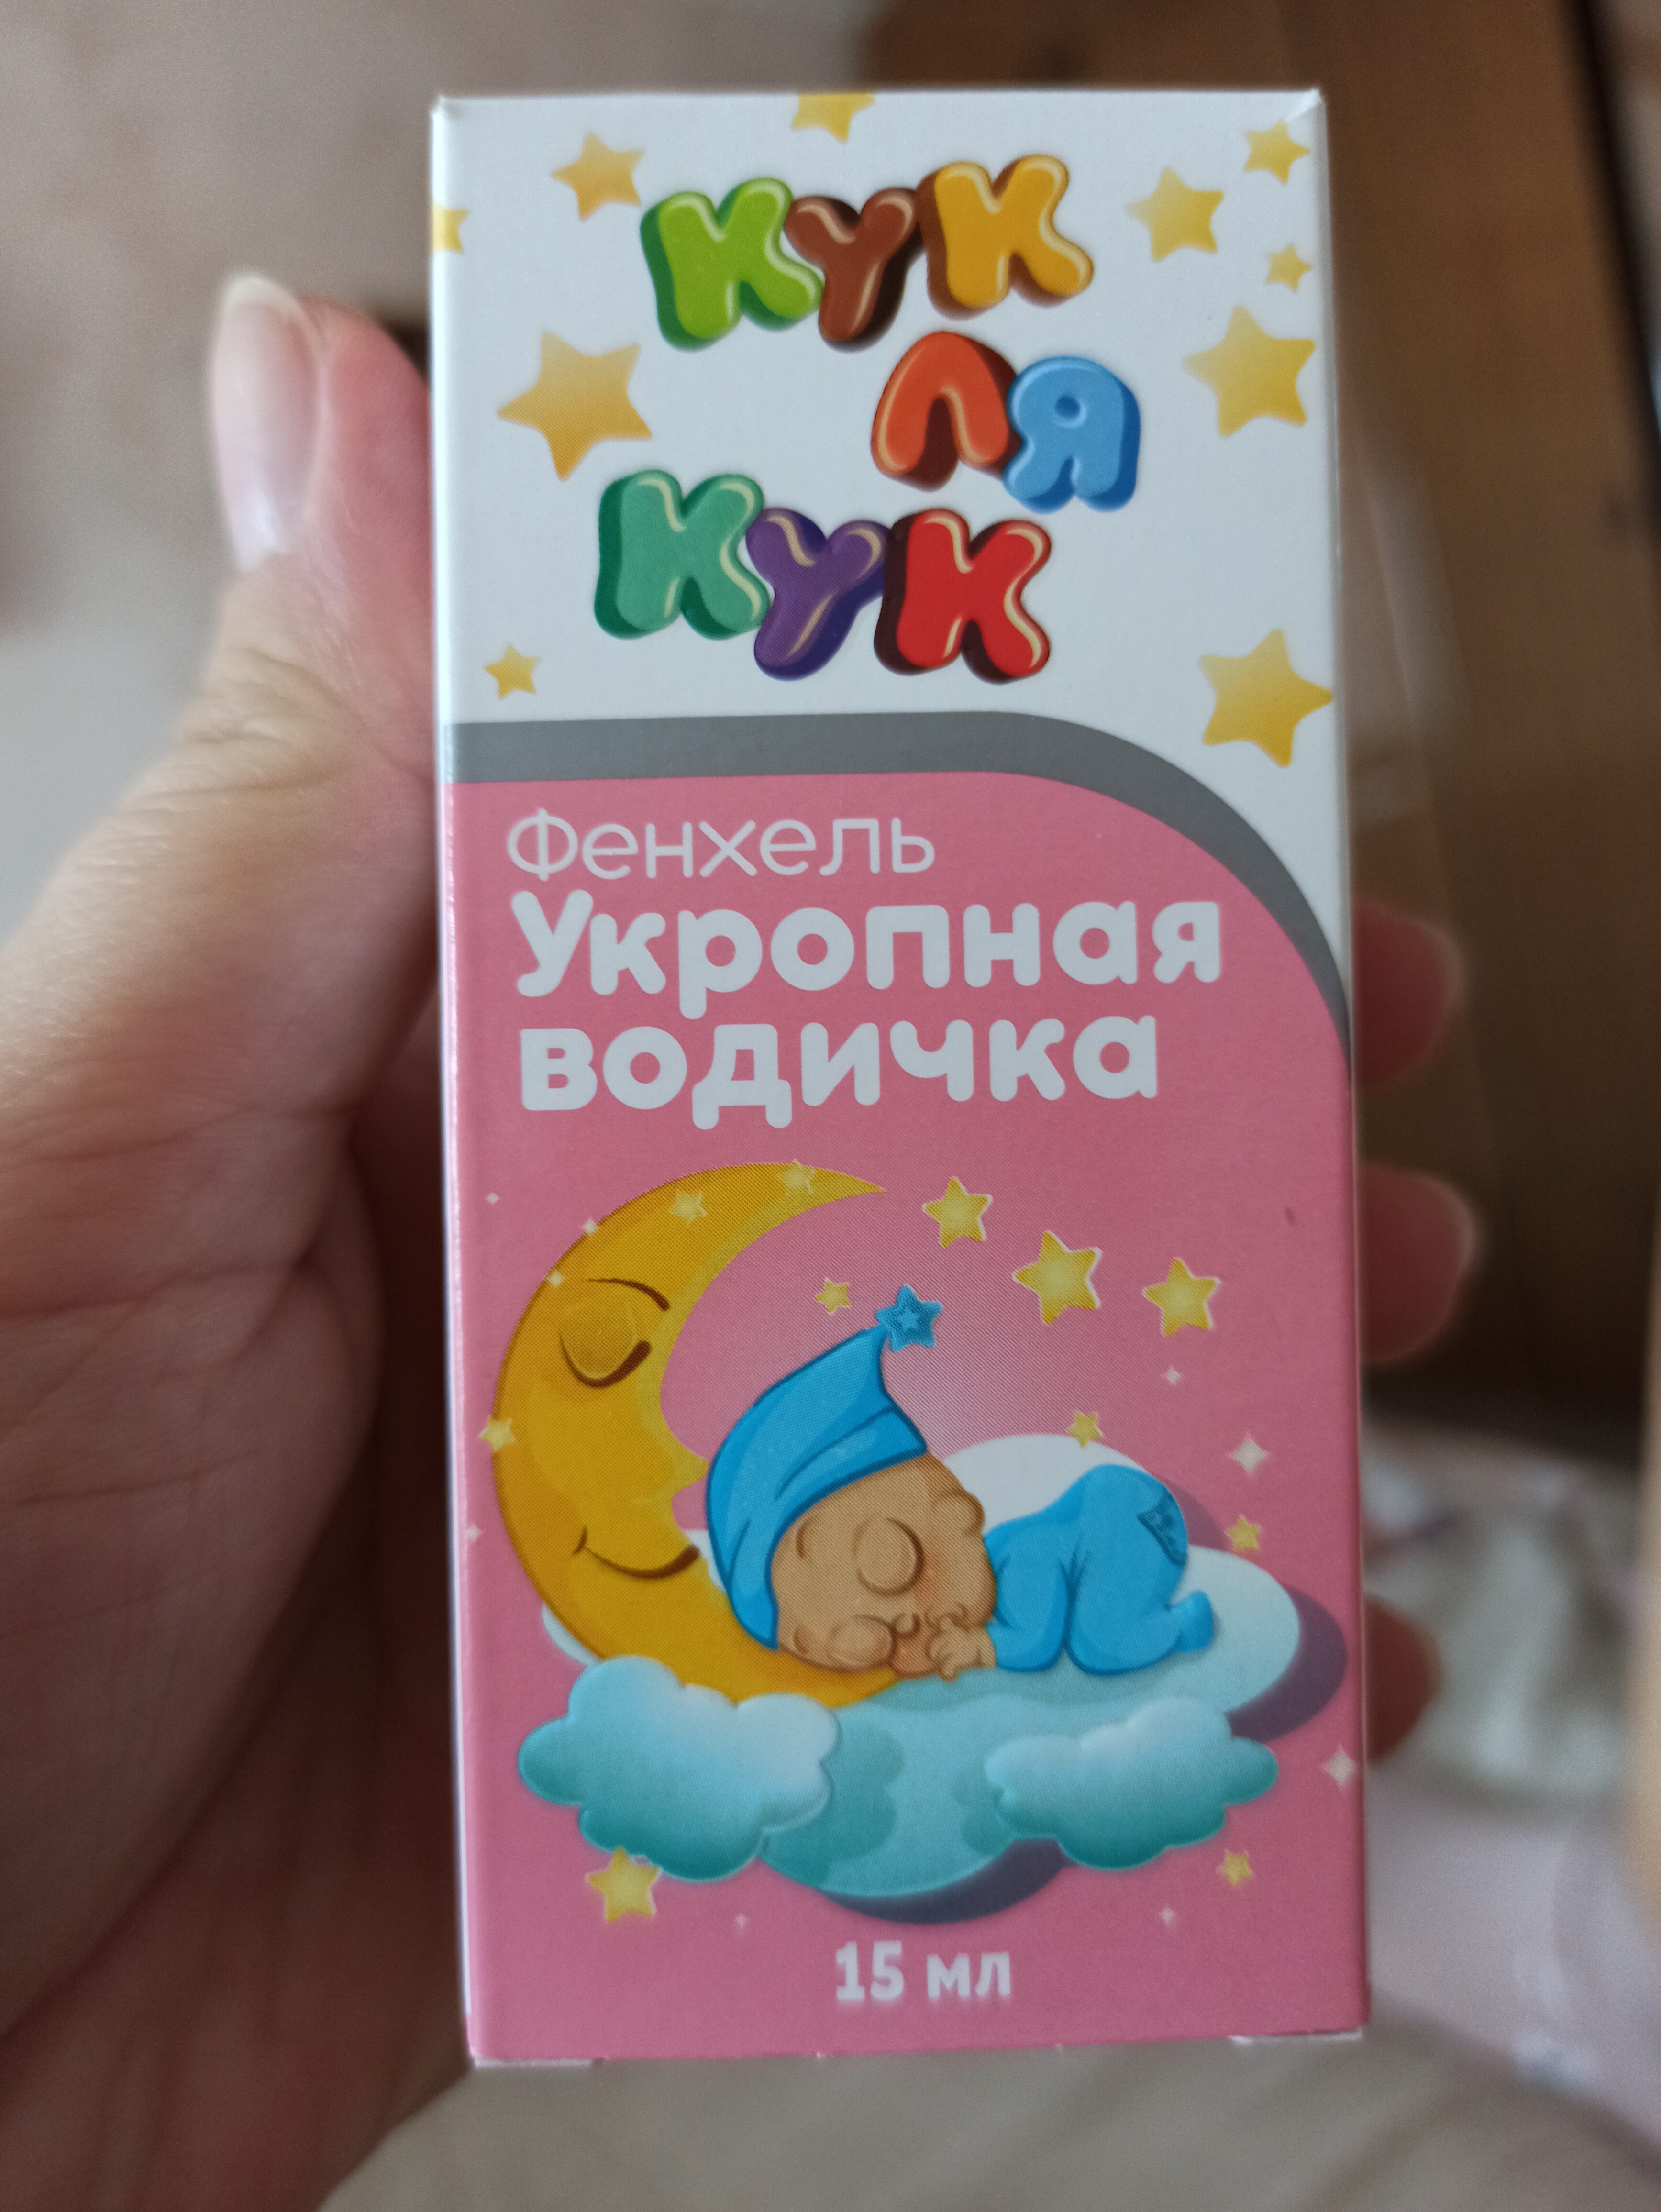 Кук
ля
кук
Фенхель
Укропная
водичка
15 мл